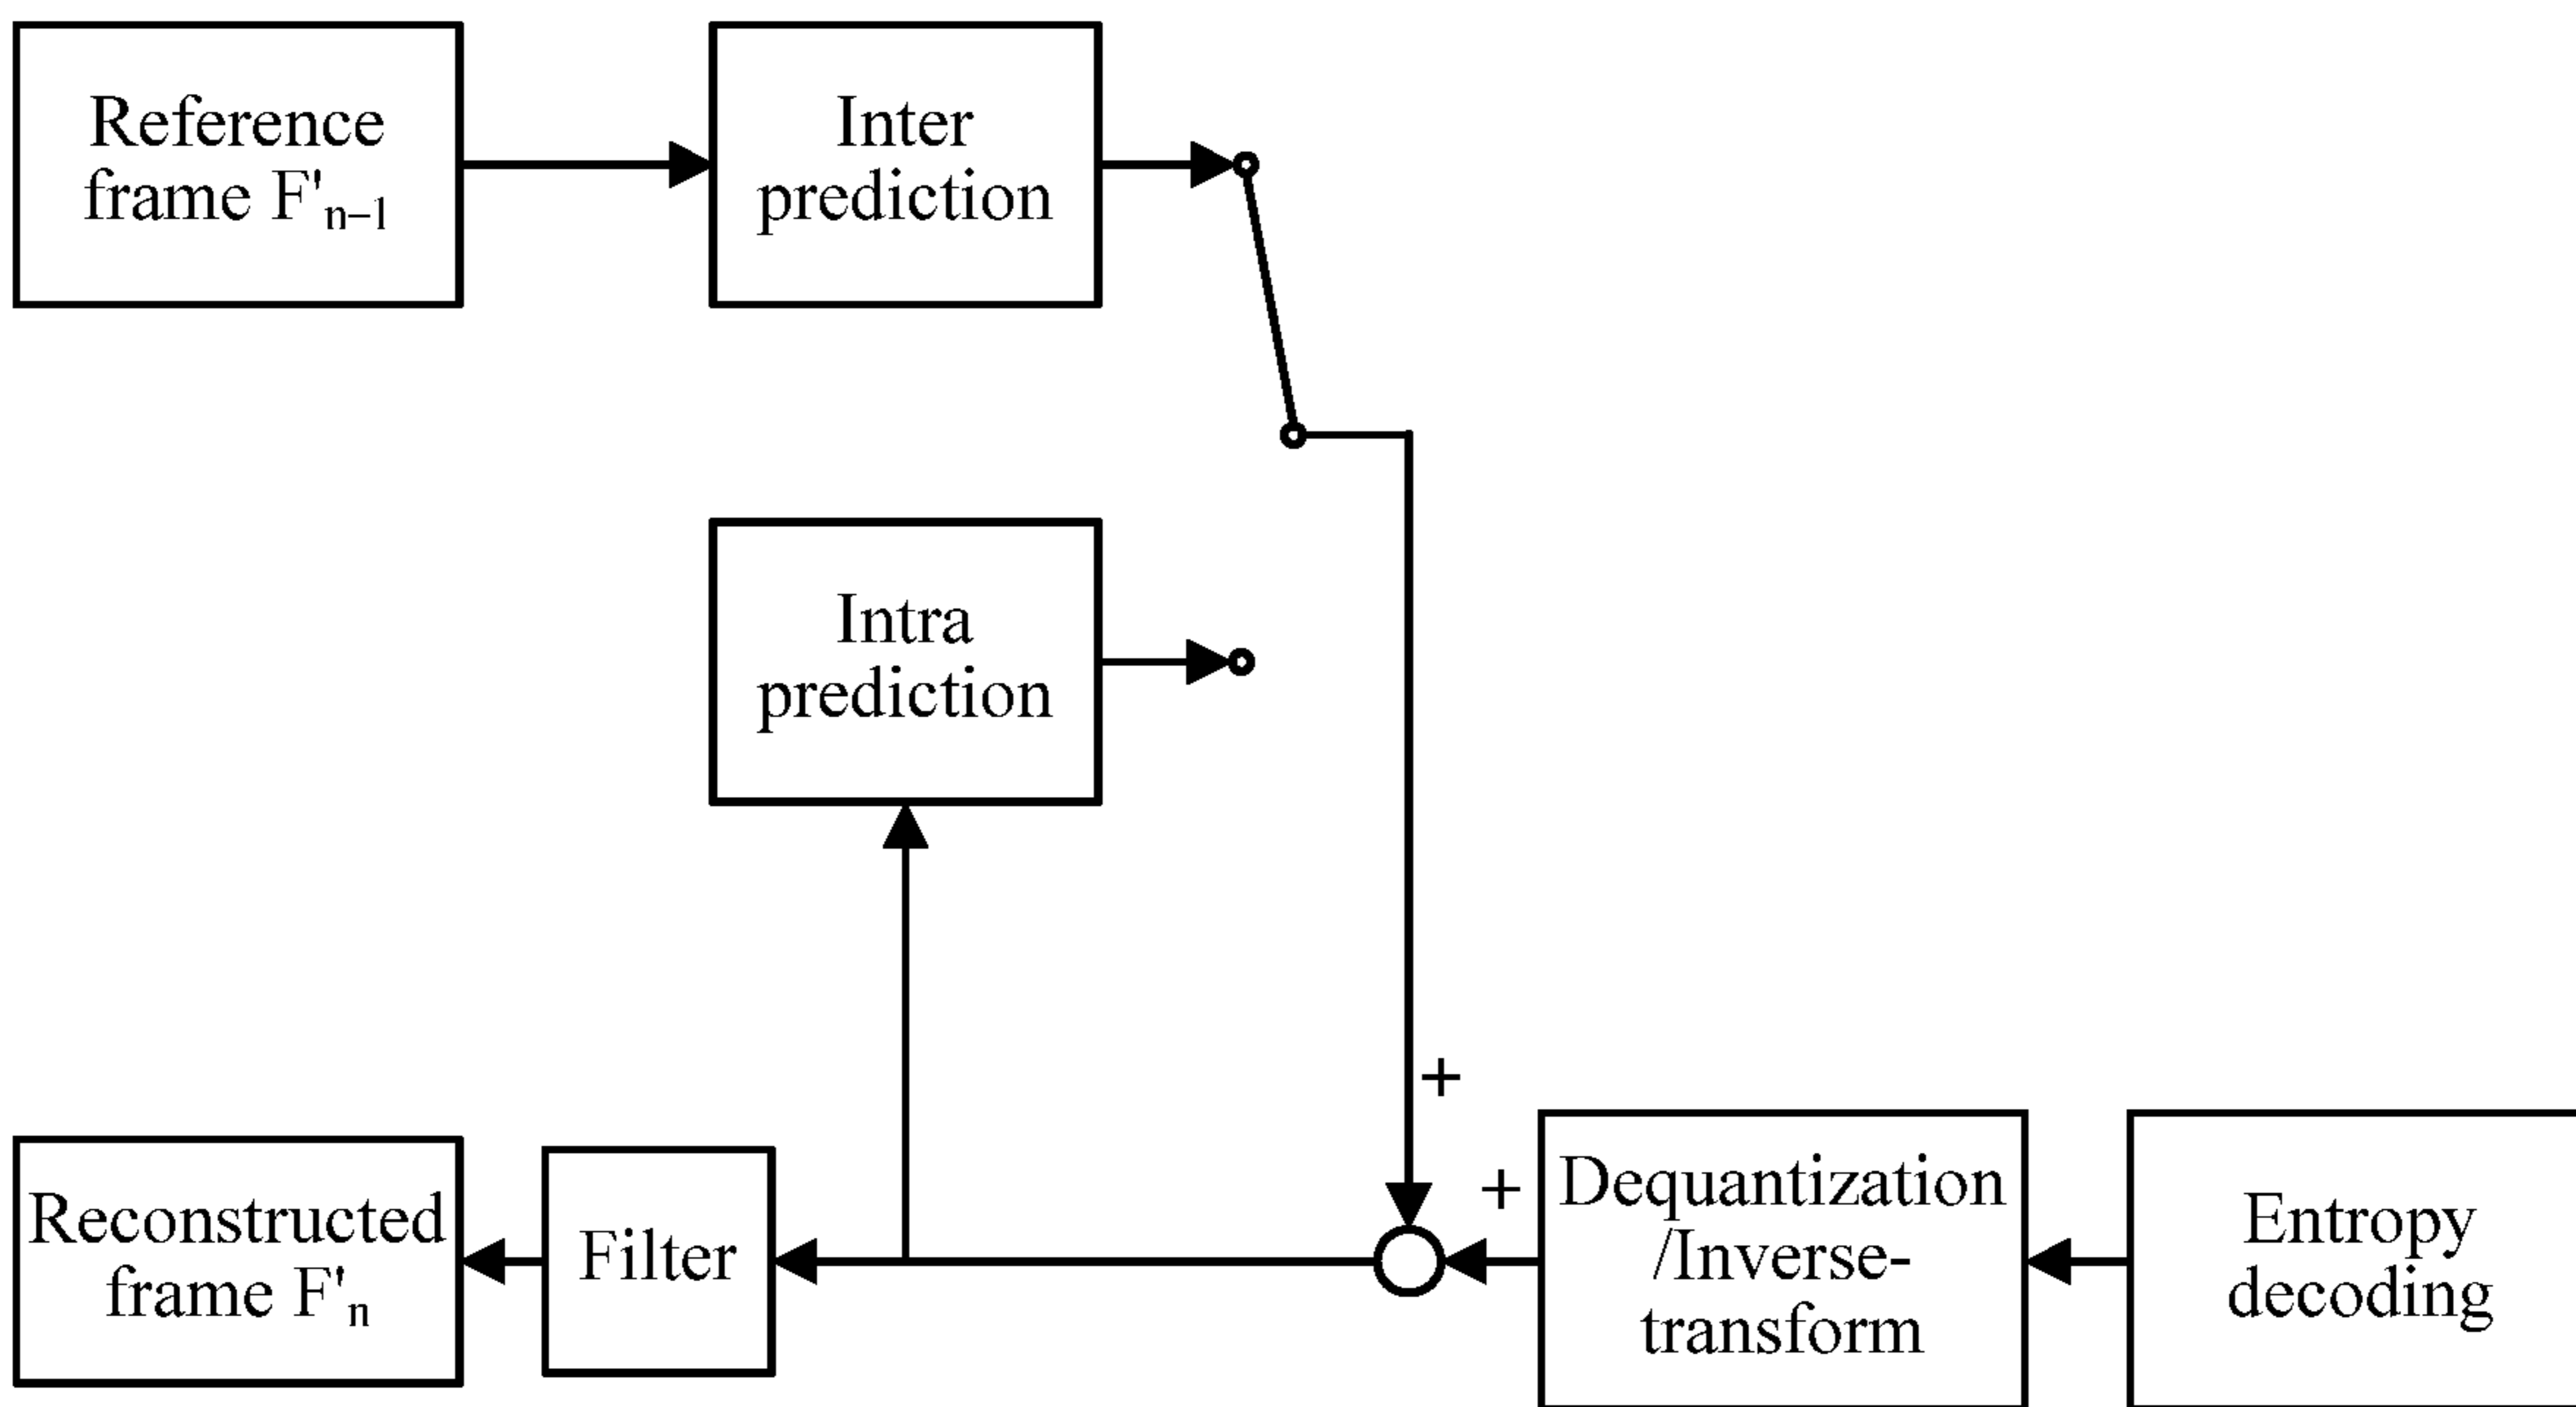 Reference
frame F'n−1
Inter
prediction
Intra
prediction
+
+
Reconstructed
frame F'n
Filter
Dequantization
/Inverse-
transform
Entropy
decoding